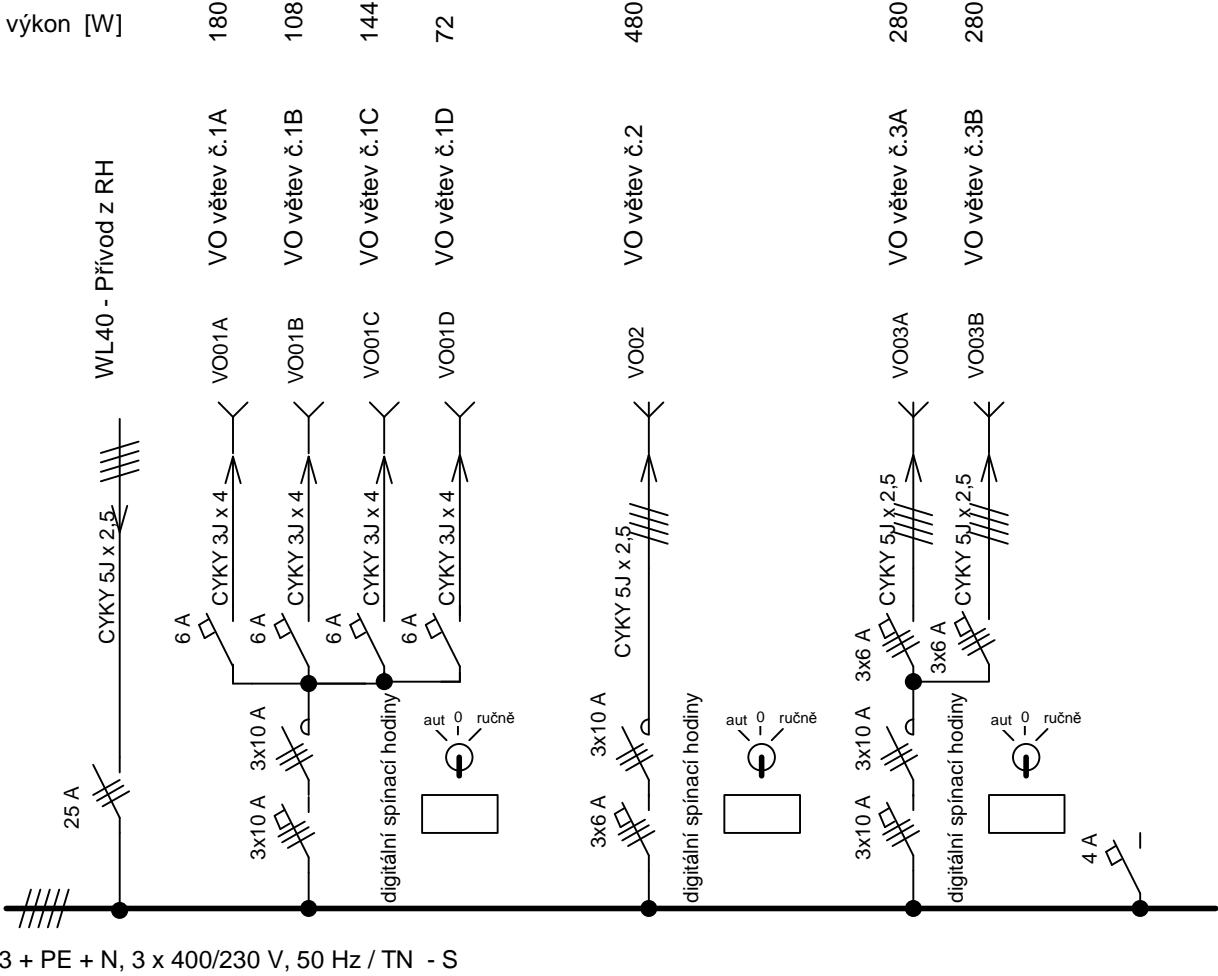 výkon [W]
180
108
144
72
480
280
280
WL40 - Přívod z RH
VO větev č.1A
VO větev č.1B
VO větev č.1C
VO větev č.1D
VO větev č.2
VO větev č.3A
VO větev č.3B
VO01A
VO01B
VO01C
VO01D
VO02
VO03A
VO03B
CYKY 5J x 2,5
CYKY 3J x 4
CYKY 3J x 4
CYKY 3J x 4
CYKY 3J x 4
CYKY 5J x 2,5
CYKY 5J x 2,5
CYKY 5J x 2,5
6 A
6 A
6 A
6 A
3x6 A
3x6 A
25 A
3x10 A
3x10 A
digitální spínací hodiny
aut 0 ručně
3x10 A
3x6 A
digitální spínací hodiny
aut 0 ručně
3x10 A
3x10 A
digitální spínací hodiny
aut 0 ručně
4 A
3 + PE + N, 3 x 400/230 V, 50 Hz / TN - S